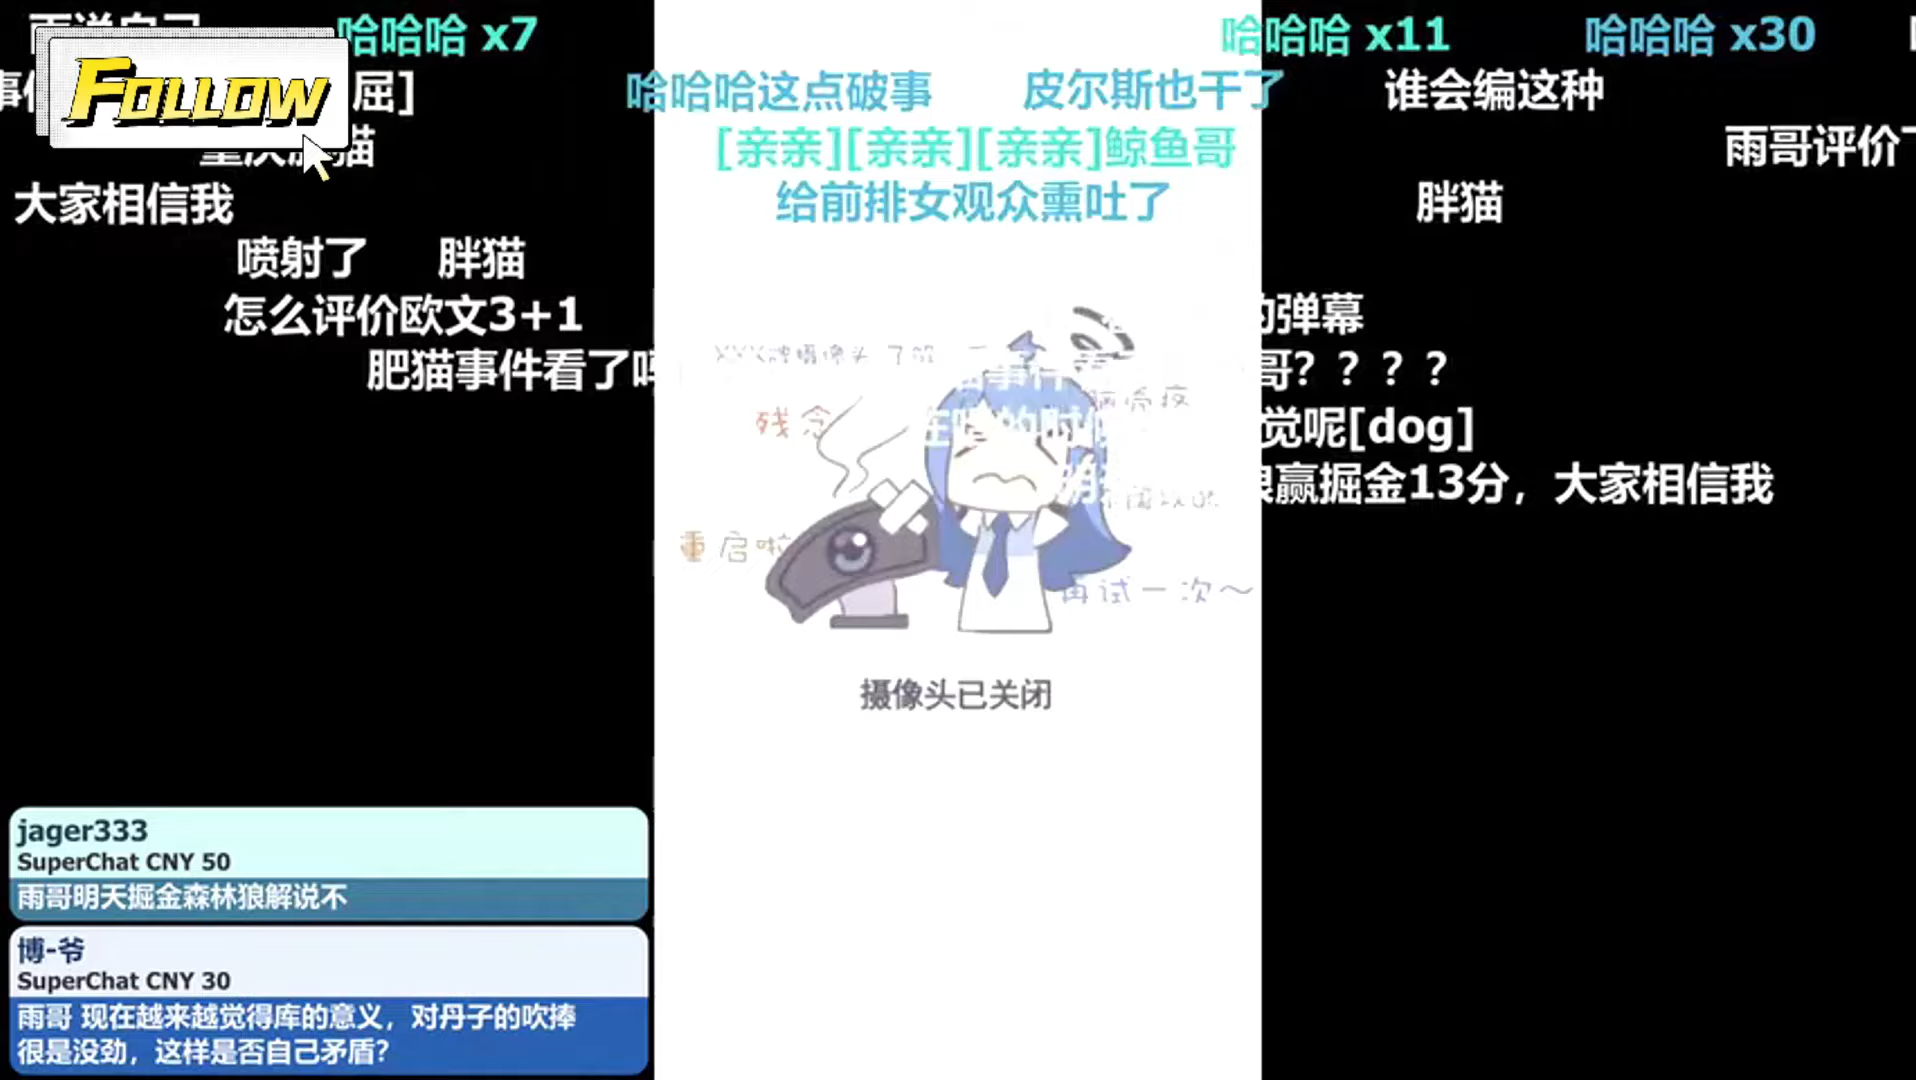 哈哈哈 x7
哈哈哈 x11
哈哈哈 x30
FOLLOW
屈]
哈哈哈这点破事
皮尔斯也干了
谁会编这种
猫
[亲亲][亲亲][亲亲]鲸鱼哥
雨哥评价
大家相信我
给前排女观众熏吐了
胖猫
喷射了
胖猫
怎么评价欧文3+1
的弹幕
肥猫事件看了吗
哥？？？？
残念
觉呢[dog]
狼赢掘金13分，大家相信我
重启啦
再试一次～
摄像头已关闭
jager333
SuperChat CNY 50
雨哥明天掘金森林狼解说不
博-爷
SuperChat CNY 30
雨哥 现在越来越觉得库的意义，对丹子的吹捧
很是没劲，这样是否自己矛盾？